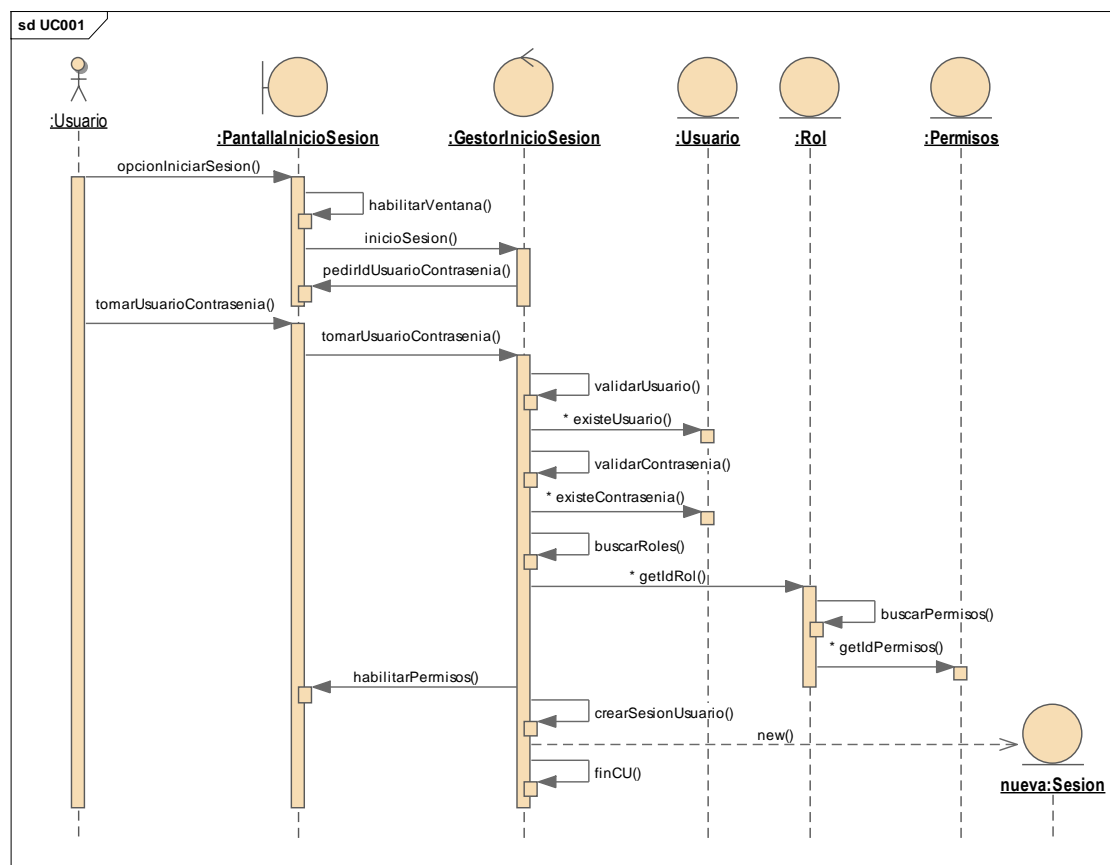 sd UC001
:Usuario
:PantallaInicioSesion
:GestorInicioSesion
:Usuario
:Rol
:Permisos
opcionIniciarSesion()
habilitarVentana()
inicioSesion()
pedirIdUsuarioContrasenia()
tomarUsuarioContrasenia()
tomarUsuarioContrasenia()
validarUsuario()
* existeUsuario()
validarContrasenia()
* existeContrasenia()
buscarRoles()
* getIdRol()
buscarPermisos()
* getIdPermisos()
habilitarPermisos()
crearSesionUsuario()
new()
finCU()
nueva:Sesion